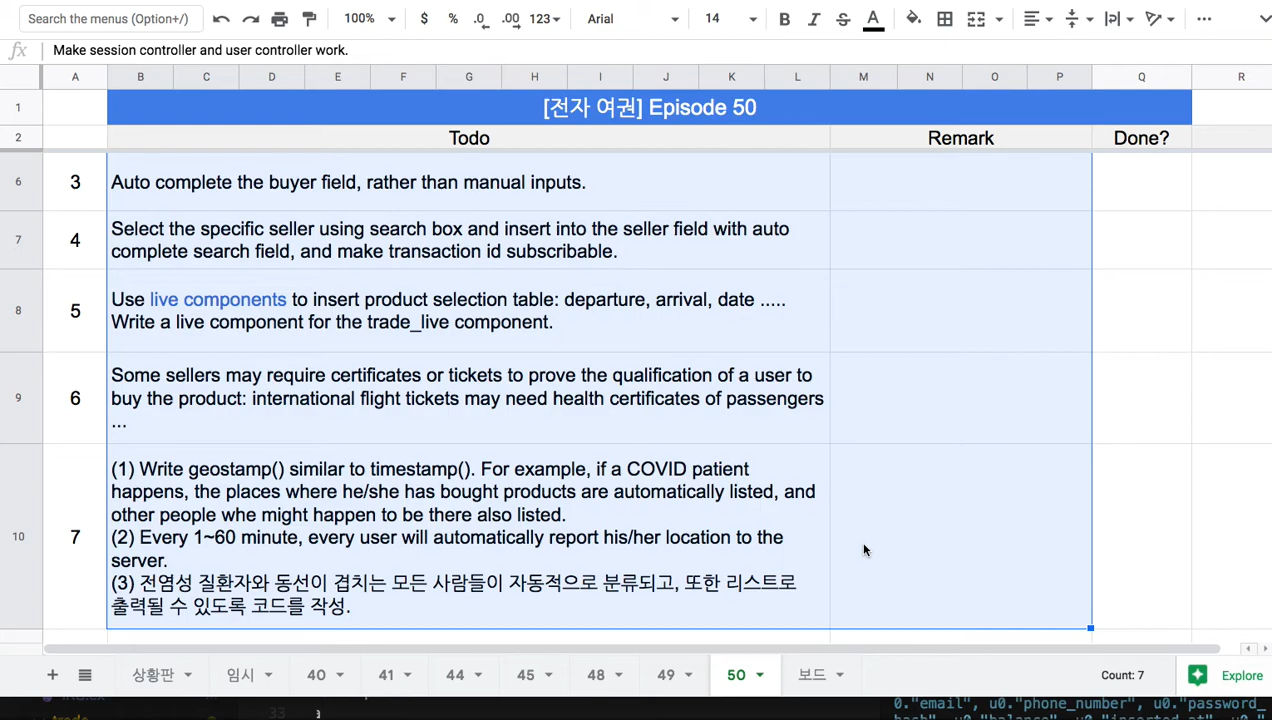 Search the menus (Option+/)
100%
$
%
.0
.00
123
Arial
14
B
I
S
A
fx
Make session controller and user controller work.
A B C D E F G H I J K L M N O P Q R
1
[전자 여권] Episode 50
2
Todo
Remark
Done?
6
3
Auto complete the buyer field, rather than manual inputs.
7
4
Select the specific seller using search box and insert into the seller field with auto
complete search field, and make transaction id subscribable.
8
5
Use live components to insert product selection table: departure, arrival, date .....
Write a live component for the trade_live component.
9
6
Some sellers may require certificates or tickets to prove the qualification of a user to
buy the product: international flight tickets may need health certificates of passengers
...
10
7
(1) Write geostamp() similar to timestamp(). For example, if a COVID patient
happens, the places where he/she has bought products are automatically listed, and
other people whe might happen to be there also listed.
(2) Every 1~60 minute, every user will automatically report his/her location to the
server.
(3) 전염성 질환자와 동선이 겹치는 모든 사람들이 자동적으로 분류되고, 또한 리스트로
출력될 수 있도록 코드를 작성.
상황판
임시
40
41
44
45
48
49
50
보드
Count: 7
Explore
33
a
0."email", u0."phone_number", u0."password_